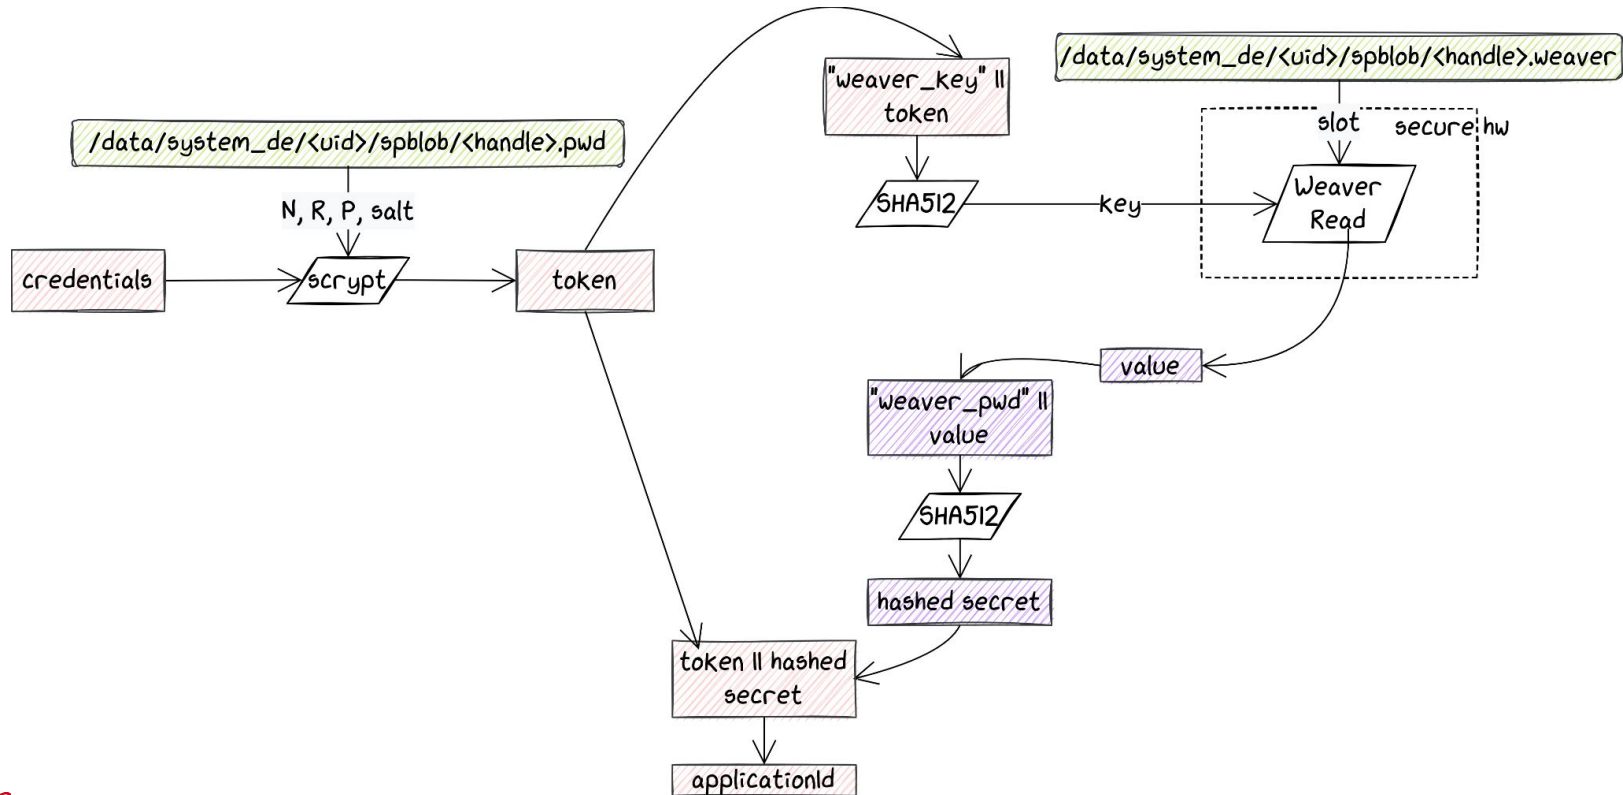 "weaver_key" ||
token
/data/system_de/<uid>/spblob/<handle>.weaver
slot
secure hw
/data/system_de/<uid>/spblob/<handle>.pwd
SHA512
key
Weaver
Read
N, R, P, salt
credentials
scrypt
token
value
"weaver_pwd" ||
value
SHA512
hashed secret
token || hashed
secret
applicationId